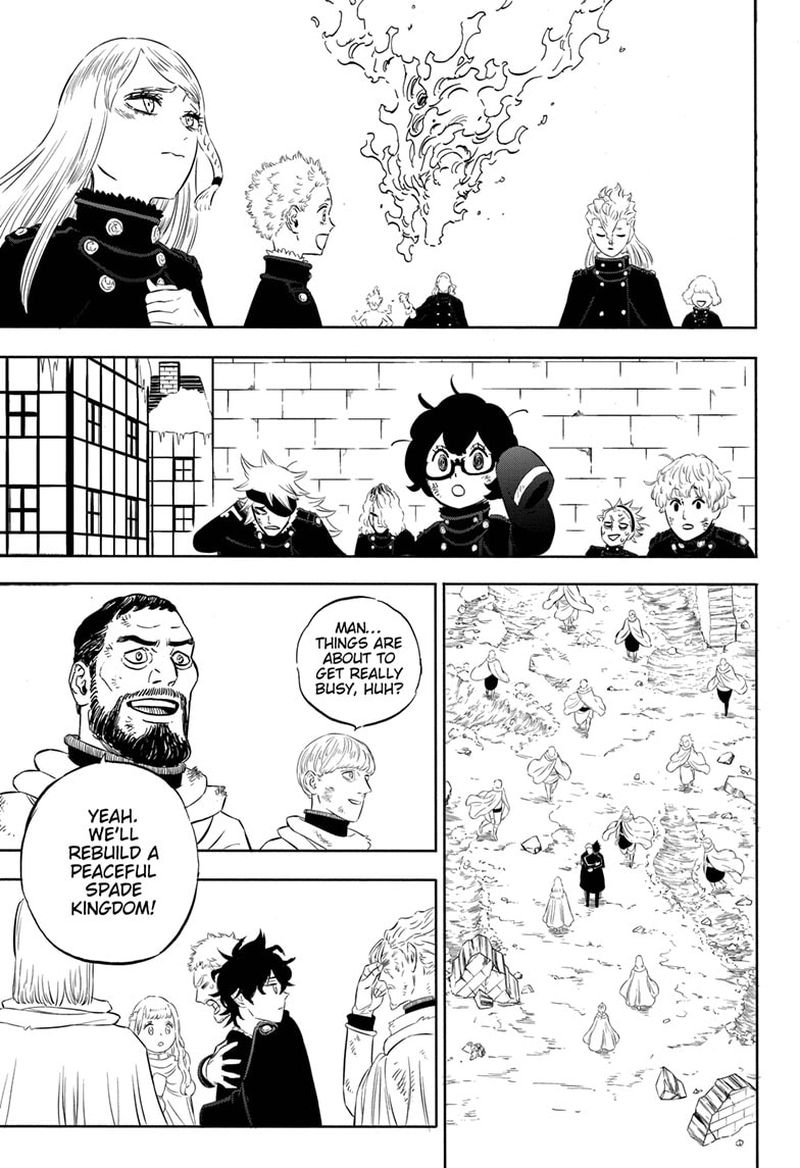 MAN...
THINGS ARE
ABOUT TO
GET REALLY
BUSY, HUH?
YEAH.
WE'LL
REBUILD A
PEACEFUL
SPADE
KINGDOM!